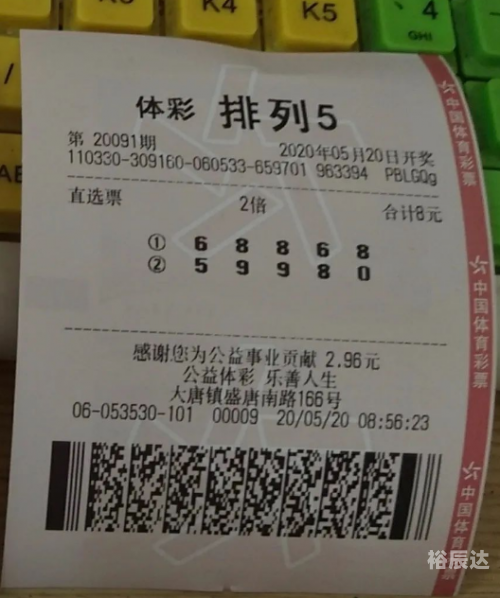 K4
K5
4
GHI
体彩 排列5
第 20091期 2020年05月20日开奖
110330-309160-060533-659701 963394 PBLGQg
直选票 2倍 合计8元
① 6 8 8 6 8
② 5 9 9 8 0
感谢您为公益事业贡献 2.96元
公益体彩 乐善人生
大唐镇盛唐南路166号
06-053530-101 00009 20/05/20 08:56:23
中国体育彩票
中国体育彩票
中国体育彩票
裕辰达